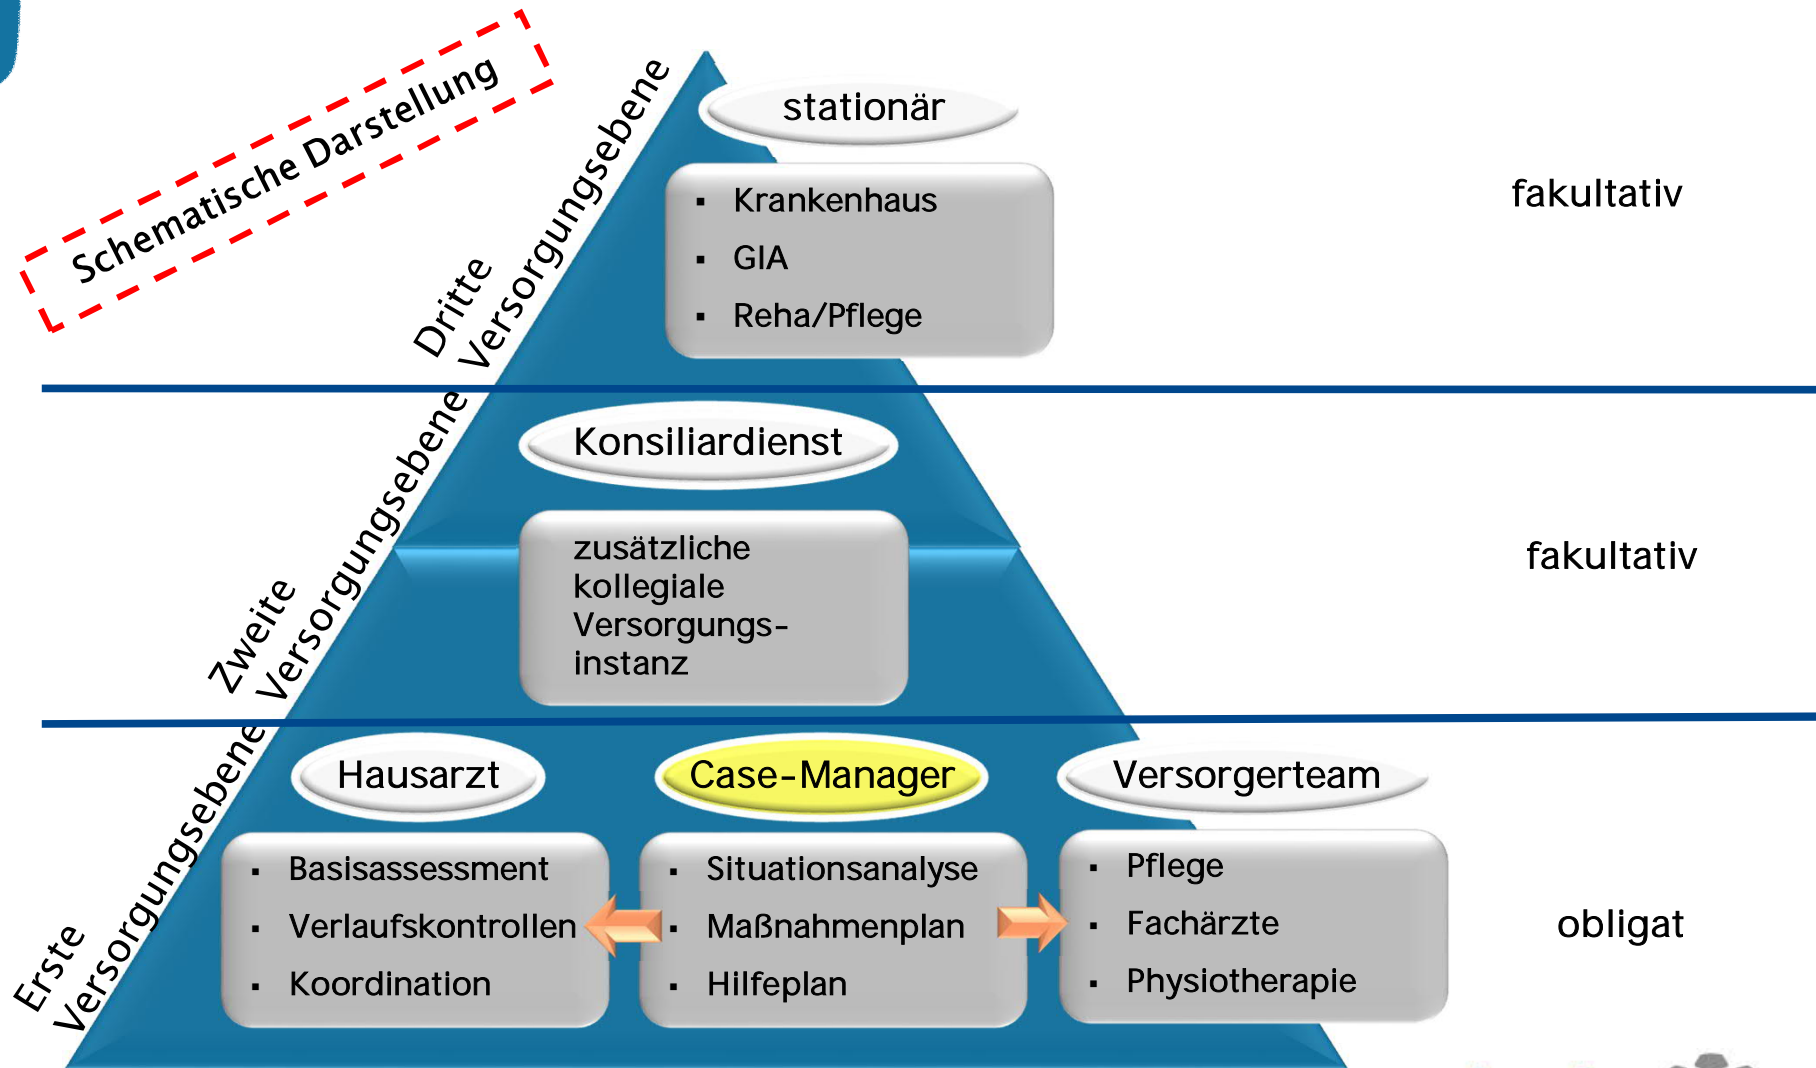 Schematische Darstellung
Dritte
Versorgungsebene
stationär
▪ Krankenhaus
▪ GIA
▪ Reha/Pflege
fakultativ
Zweite
Versorgungsebene
Konsiliardienst
zusätzliche
kollegiale
Versorgungs-
instanz
fakultativ
Erste
Versorgungsebene
Hausarzt
▪ Basisassessment
▪ Verlaufskontrollen
▪ Koordination
Case-Manager
▪ Situationsanalyse
▪ Maßnahmenplan
▪ Hilfeplan
Versorgerteam
▪ Pflege
▪ Fachärzte
▪ Physiotherapie
obligat